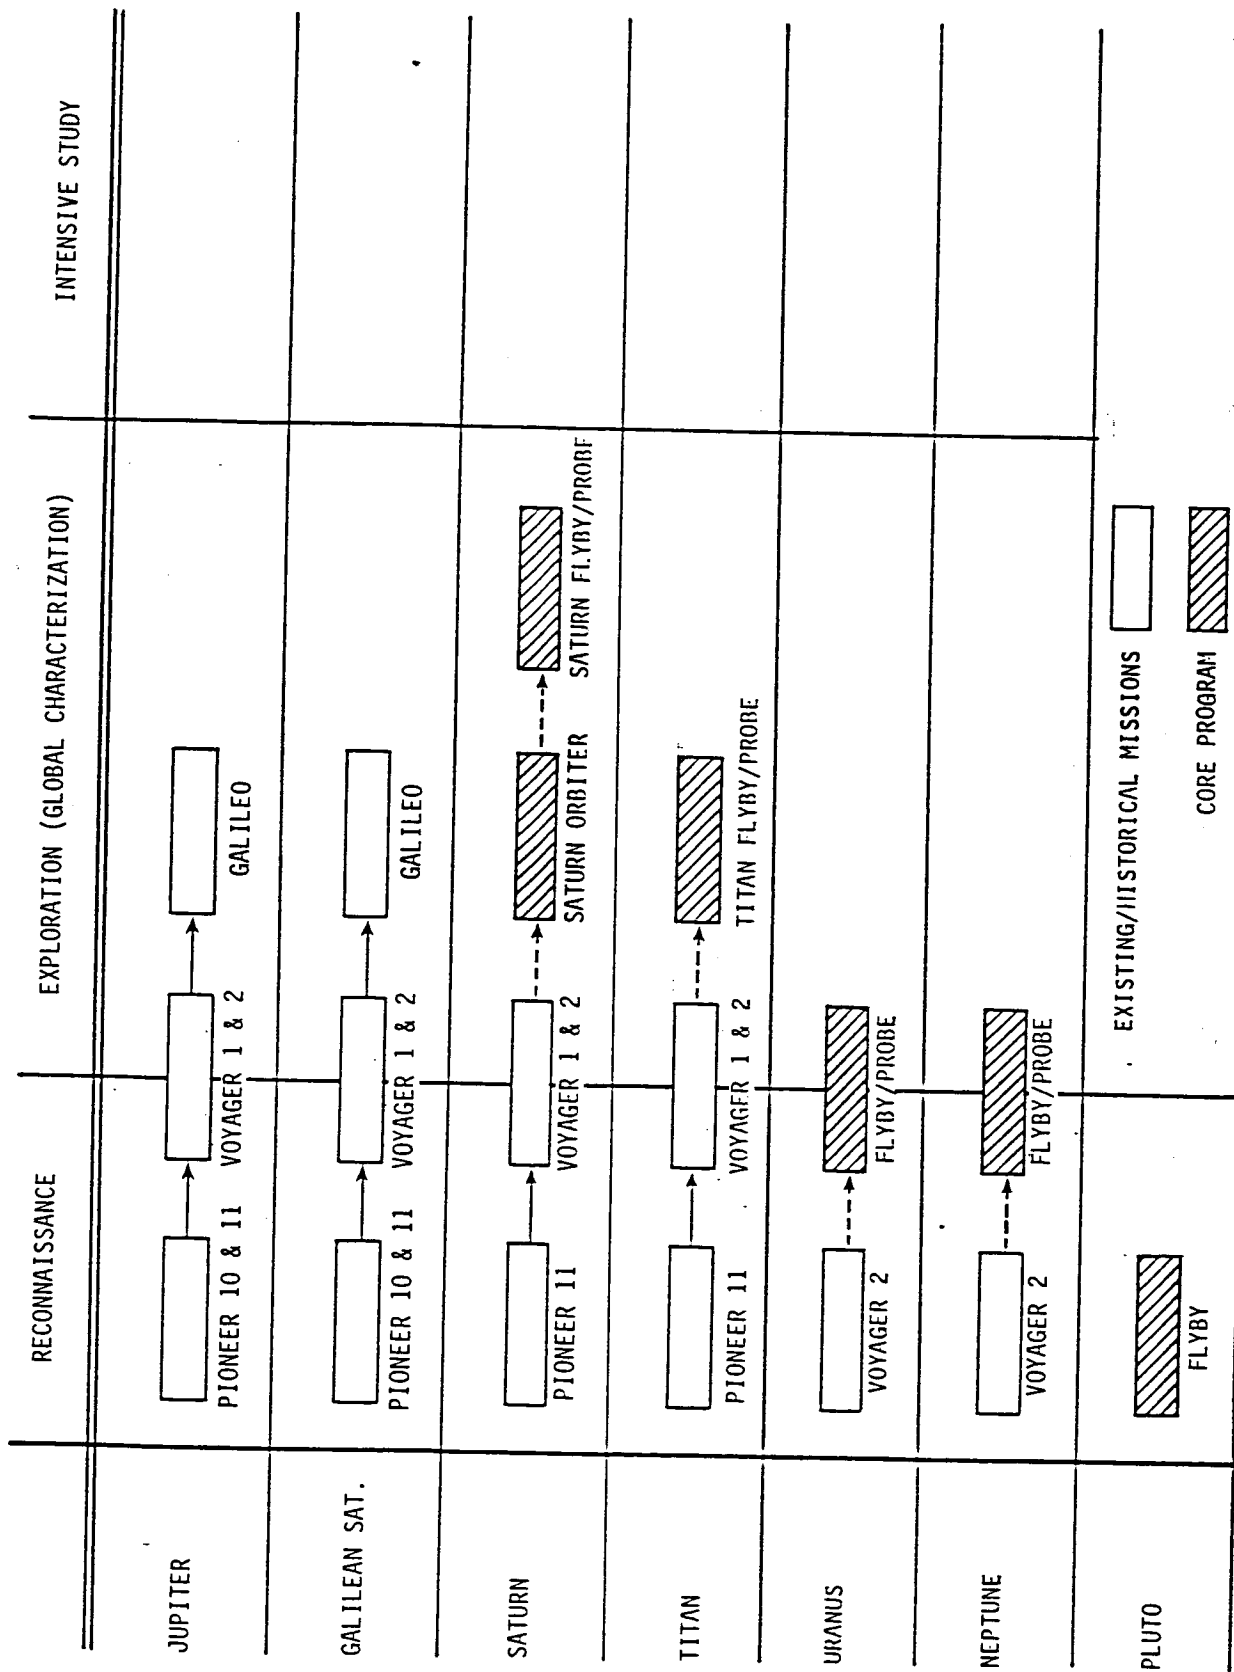 RECONNAISSANCE
EXPLORATION (GLOBAL CHARACTERIZATION)
INTENSIVE STUDY
JUPITER
PIONEER 10 & 11
VOYAGER 1 & 2
GALILEO
GALILEAN SAT.
PIONEER 10 & 11
VOYAGER 1 & 2
GALILEO
SATURN
PIONEER 11
VOYAGER 1 & 2
SATURN ORBITER
SATURN FLYBY/PROBE
TITAN
PIONEER 11
VOYAGER 1 & 2
TITAN FLYBY/PROBE
URANUS
VOYAGER 2
FLYBY/PROBE
NEPTUNE
VOYAGER 2
FLYBY/PROBE
PLUTO
FLYBY
EXISTING/HISTORICAL MISSIONS
CORE PROGRAM